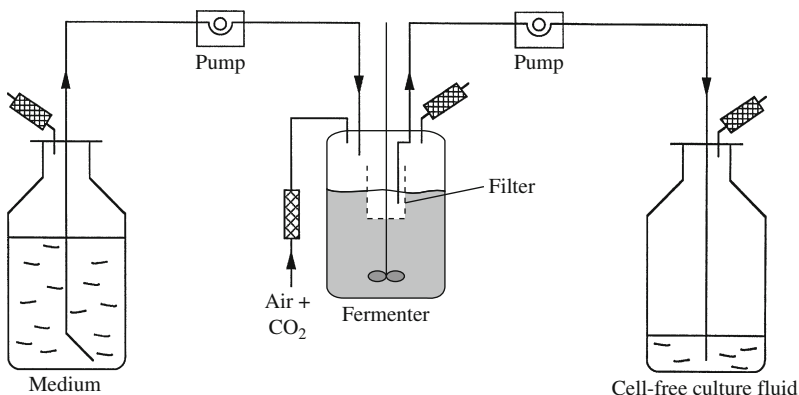 Pump
Pump
Filter
Air +
CO₂
Fermenter
Medium
Cell-free culture fluid